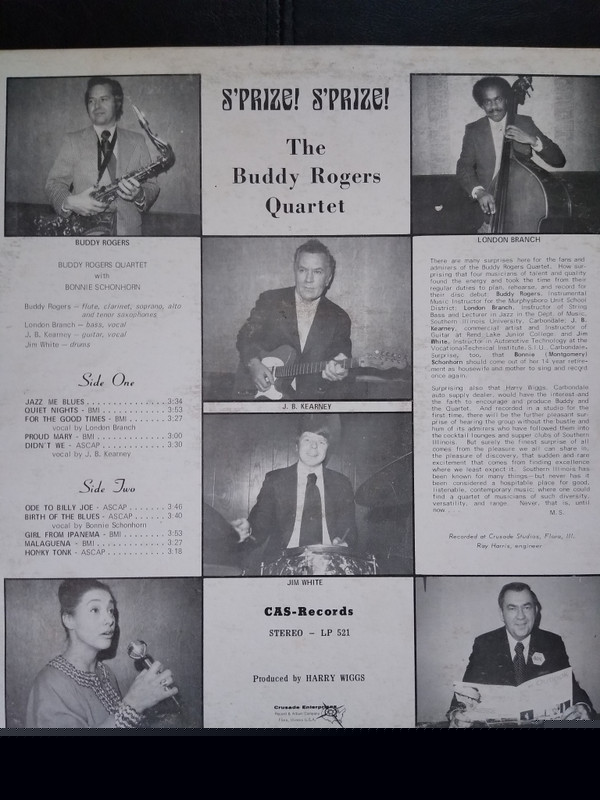 S'PRIZE! S'PRIZE!
The
Buddy Rogers
Quartet
BUDDY ROGERS
LONDON BRANCH
BUDDY ROGERS QUARTET
with
BONNIE SCHONHORN
Buddy Rogers — flute, clarinet, soprano, alto
and tenor saxophones
London Branch — bass, vocal
J. B. Kearney — guitar, vocal
Jim White — drums
Side One
JAZZ ME BLUES . . . . . . . . . . . . . . . 3:34
QUIET NIGHTS - BMI . . . . . . . . . . . 3:53
FOR THE GOOD TIMES - BMI . . . . . . 3:27
vocal by London Branch
PROUD MARY - BMI . . . . . . . . . . . . 3:00
DIDN'T WE - ASCAP . . . . . . . . . . . . 3:30
vocal by J. B. Kearney
Side Two
ODE TO BILLY JOE - ASCAP . . . . . . . 3:46
BIRTH OF THE BLUES - ASCAP . . . . . 3:40
vocal by Bonnie Schonhorn
GIRL FROM IPANEMA - BMI . . . . . . . 3:53
MALAGUENA - BMI . . . . . . . . . . . . . 3:27
HONKY TONK - ASCAP . . . . . . . . . . . 3:18
J. B. KEARNEY
JIM WHITE
There are many surprises here for the fans and
admirers of the Buddy Rogers Quartet. How sur-
prising that four musicians of talent and quality
found the energy and took the time from their
regular duties to plan, rehearse, and record for
their disc debut: Buddy Rogers, Instrumental
Music Instructor for the Murphysboro Unit School
District; London Branch, Instructor of String
Bass and Lecturer in Jazz in the Dept. of Music,
Southern Illinois University, Carbondale; J. B.
Kearney, commercial artist and Instructor of
Guitar at Rend Lake Junior College; and Jim
White, Instructor in Automotive Technology at the
Vocational-Technical Institute, S.I.U., Carbondale.
Surprise, too, that Bonnie (Montgomery)
Schonhorn should come out of her 14 year retire-
ment as housewife and mother to sing and record
once again.
Surprising also that Harry Wiggs, Carbondale
auto supply dealer, would have the interest and
the faith to encourage and produce Buddy and
the Quartet. And recorded in a studio for the
first time, there will be the further pleasant sur-
prise of hearing the group without the bustle and
hum of its admirers who have followed them into
the cocktail lounges and supper clubs of Southern
Illinois. But surely the finest surprise of all
comes from the pleasure we all can share in;
the pleasure of discovery, that sudden and rare
excitement that comes from finding excellence
where we least expect it. Southern Illinois has
been known for many things—but never has it
been considered a hospitable place for good,
listenable, contemporary music; where one could
find a quartet of musicians of such diversity,
versatility, and range. Never, that is, until
now. . .
M. S.
Recorded at Crusade Studios, Flora, Ill.
Ray Harris, engineer
CAS-Records
STEREO – LP 521
Produced by HARRY WIGGS
Crusade Enterprises
Flora, Illinois U.S.A.